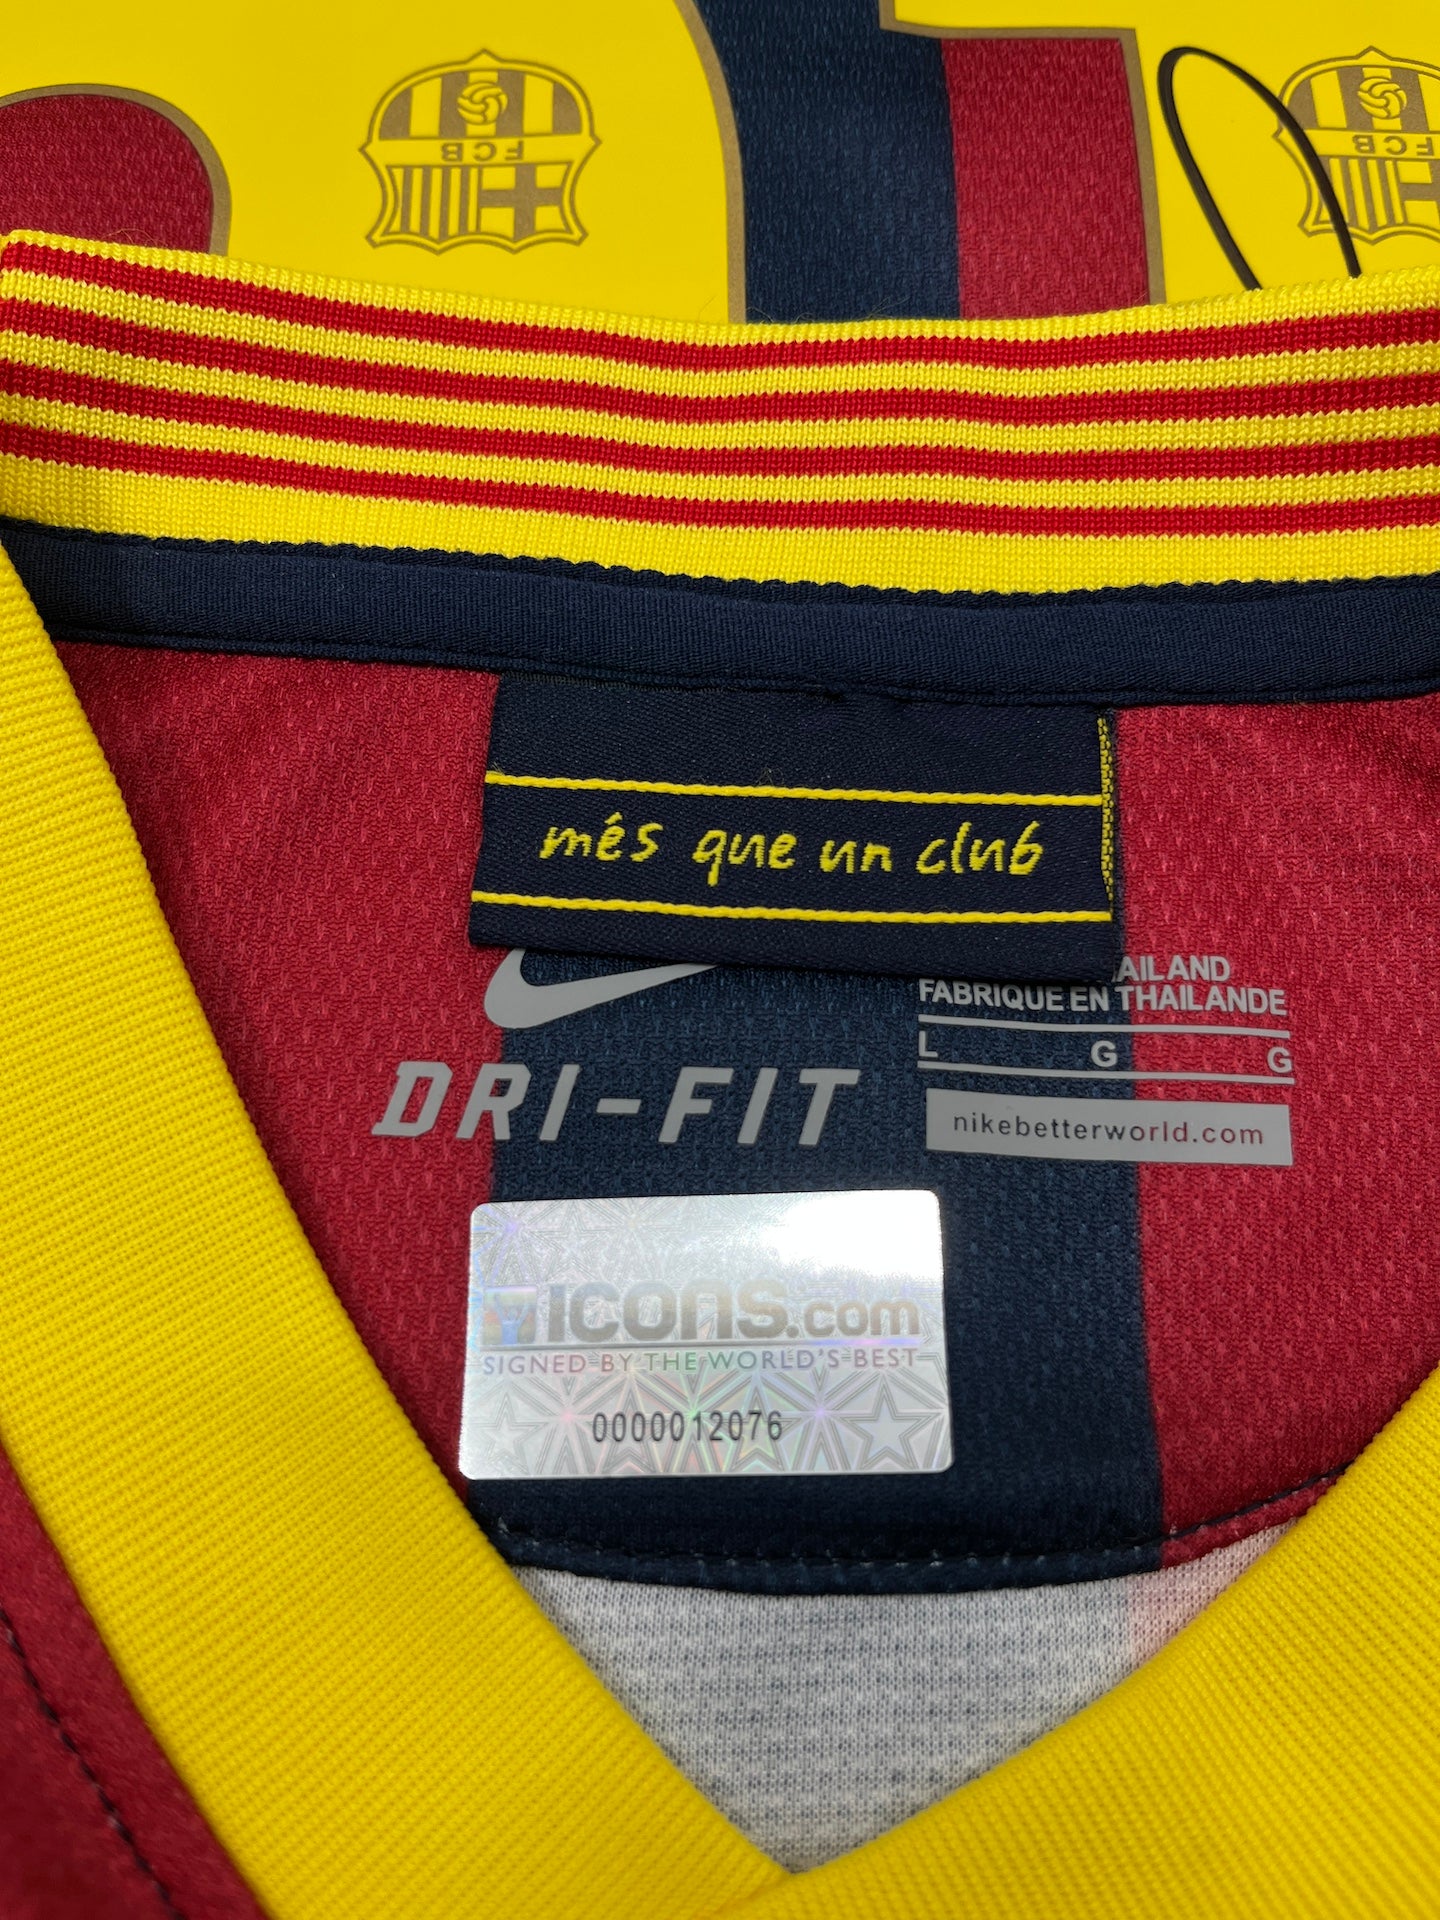 FCB
FCB
més que un club
AILAND
FABRIQUE EN THAILANDE
L G G
DRI-FIT
nikebetterworld.com
ICONS.com
SIGNED BY THE WORLD'S BEST
0000012076